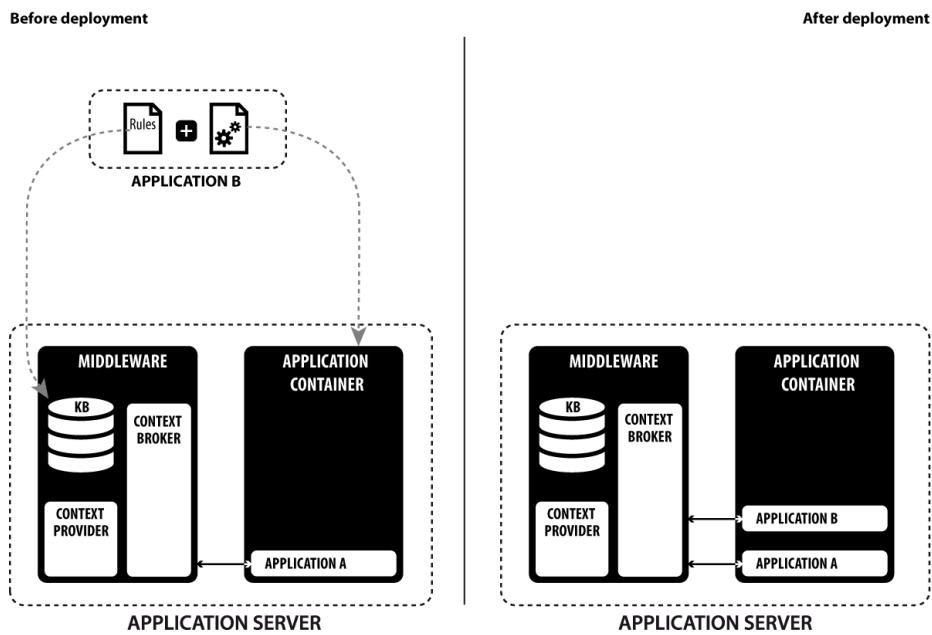 Before deployment
After deployment
Rules
APPLICATION B
MIDDLEWARE
KB
CONTEXT
BROKER
CONTEXT
PROVIDER
APPLICATION
CONTAINER
APPLICATION A
APPLICATION SERVER
MIDDLEWARE
KB
CONTEXT
BROKER
CONTEXT
PROVIDER
APPLICATION
CONTAINER
APPLICATION B
APPLICATION A
APPLICATION SERVER